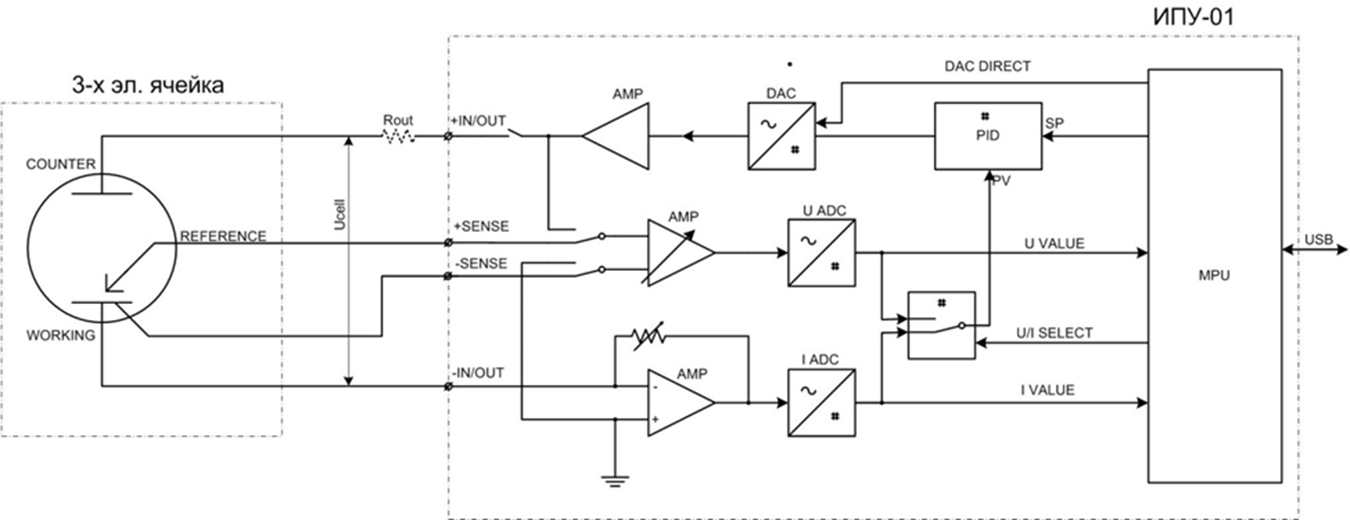 ИПУ-01
3-х эл. ячейка
DAC DIRECT
AMP
DAC
Rout
+IN/OUT
#
PID
SP
~
#
COUNTER
PV
Ucell
AMP
U ADC
+SENSE
REFERENCE
~
#
U VALUE
USB
-SENSE
MPU
#
WORKING
U/I SELECT
-IN/OUT
AMP
I ADC
-
~
#
I VALUE
+